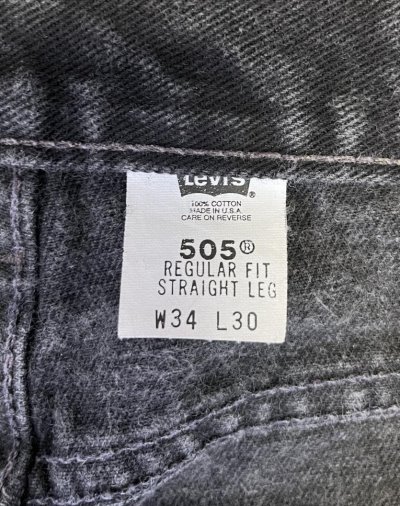 Levi's®
100% COTTON
MADE IN U.S.A.
CARE ON REVERSE
505®
REGULAR FIT
STRAIGHT LEG
W34 L30